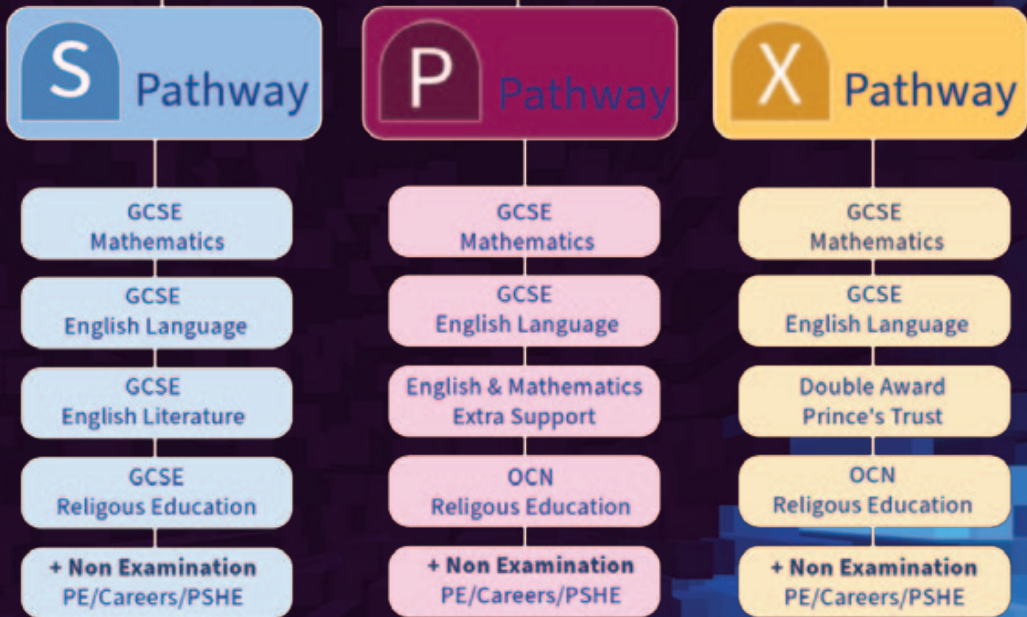 S Pathway
GCSE
Mathematics
GCSE
English Language
GCSE
English Literature
GCSE
Religous Education
+ Non Examination
PE/Careers/PSHE
P Pathway
GCSE
Mathematics
GCSE
English Language
English & Mathematics
Extra Support
OCN
Religous Education
+ Non Examination
PE/Careers/PSHE
X Pathway
GCSE
Mathematics
GCSE
English Language
Double Award
Prince's Trust
OCN
Religous Education
+ Non Examination
PE/Careers/PSHE